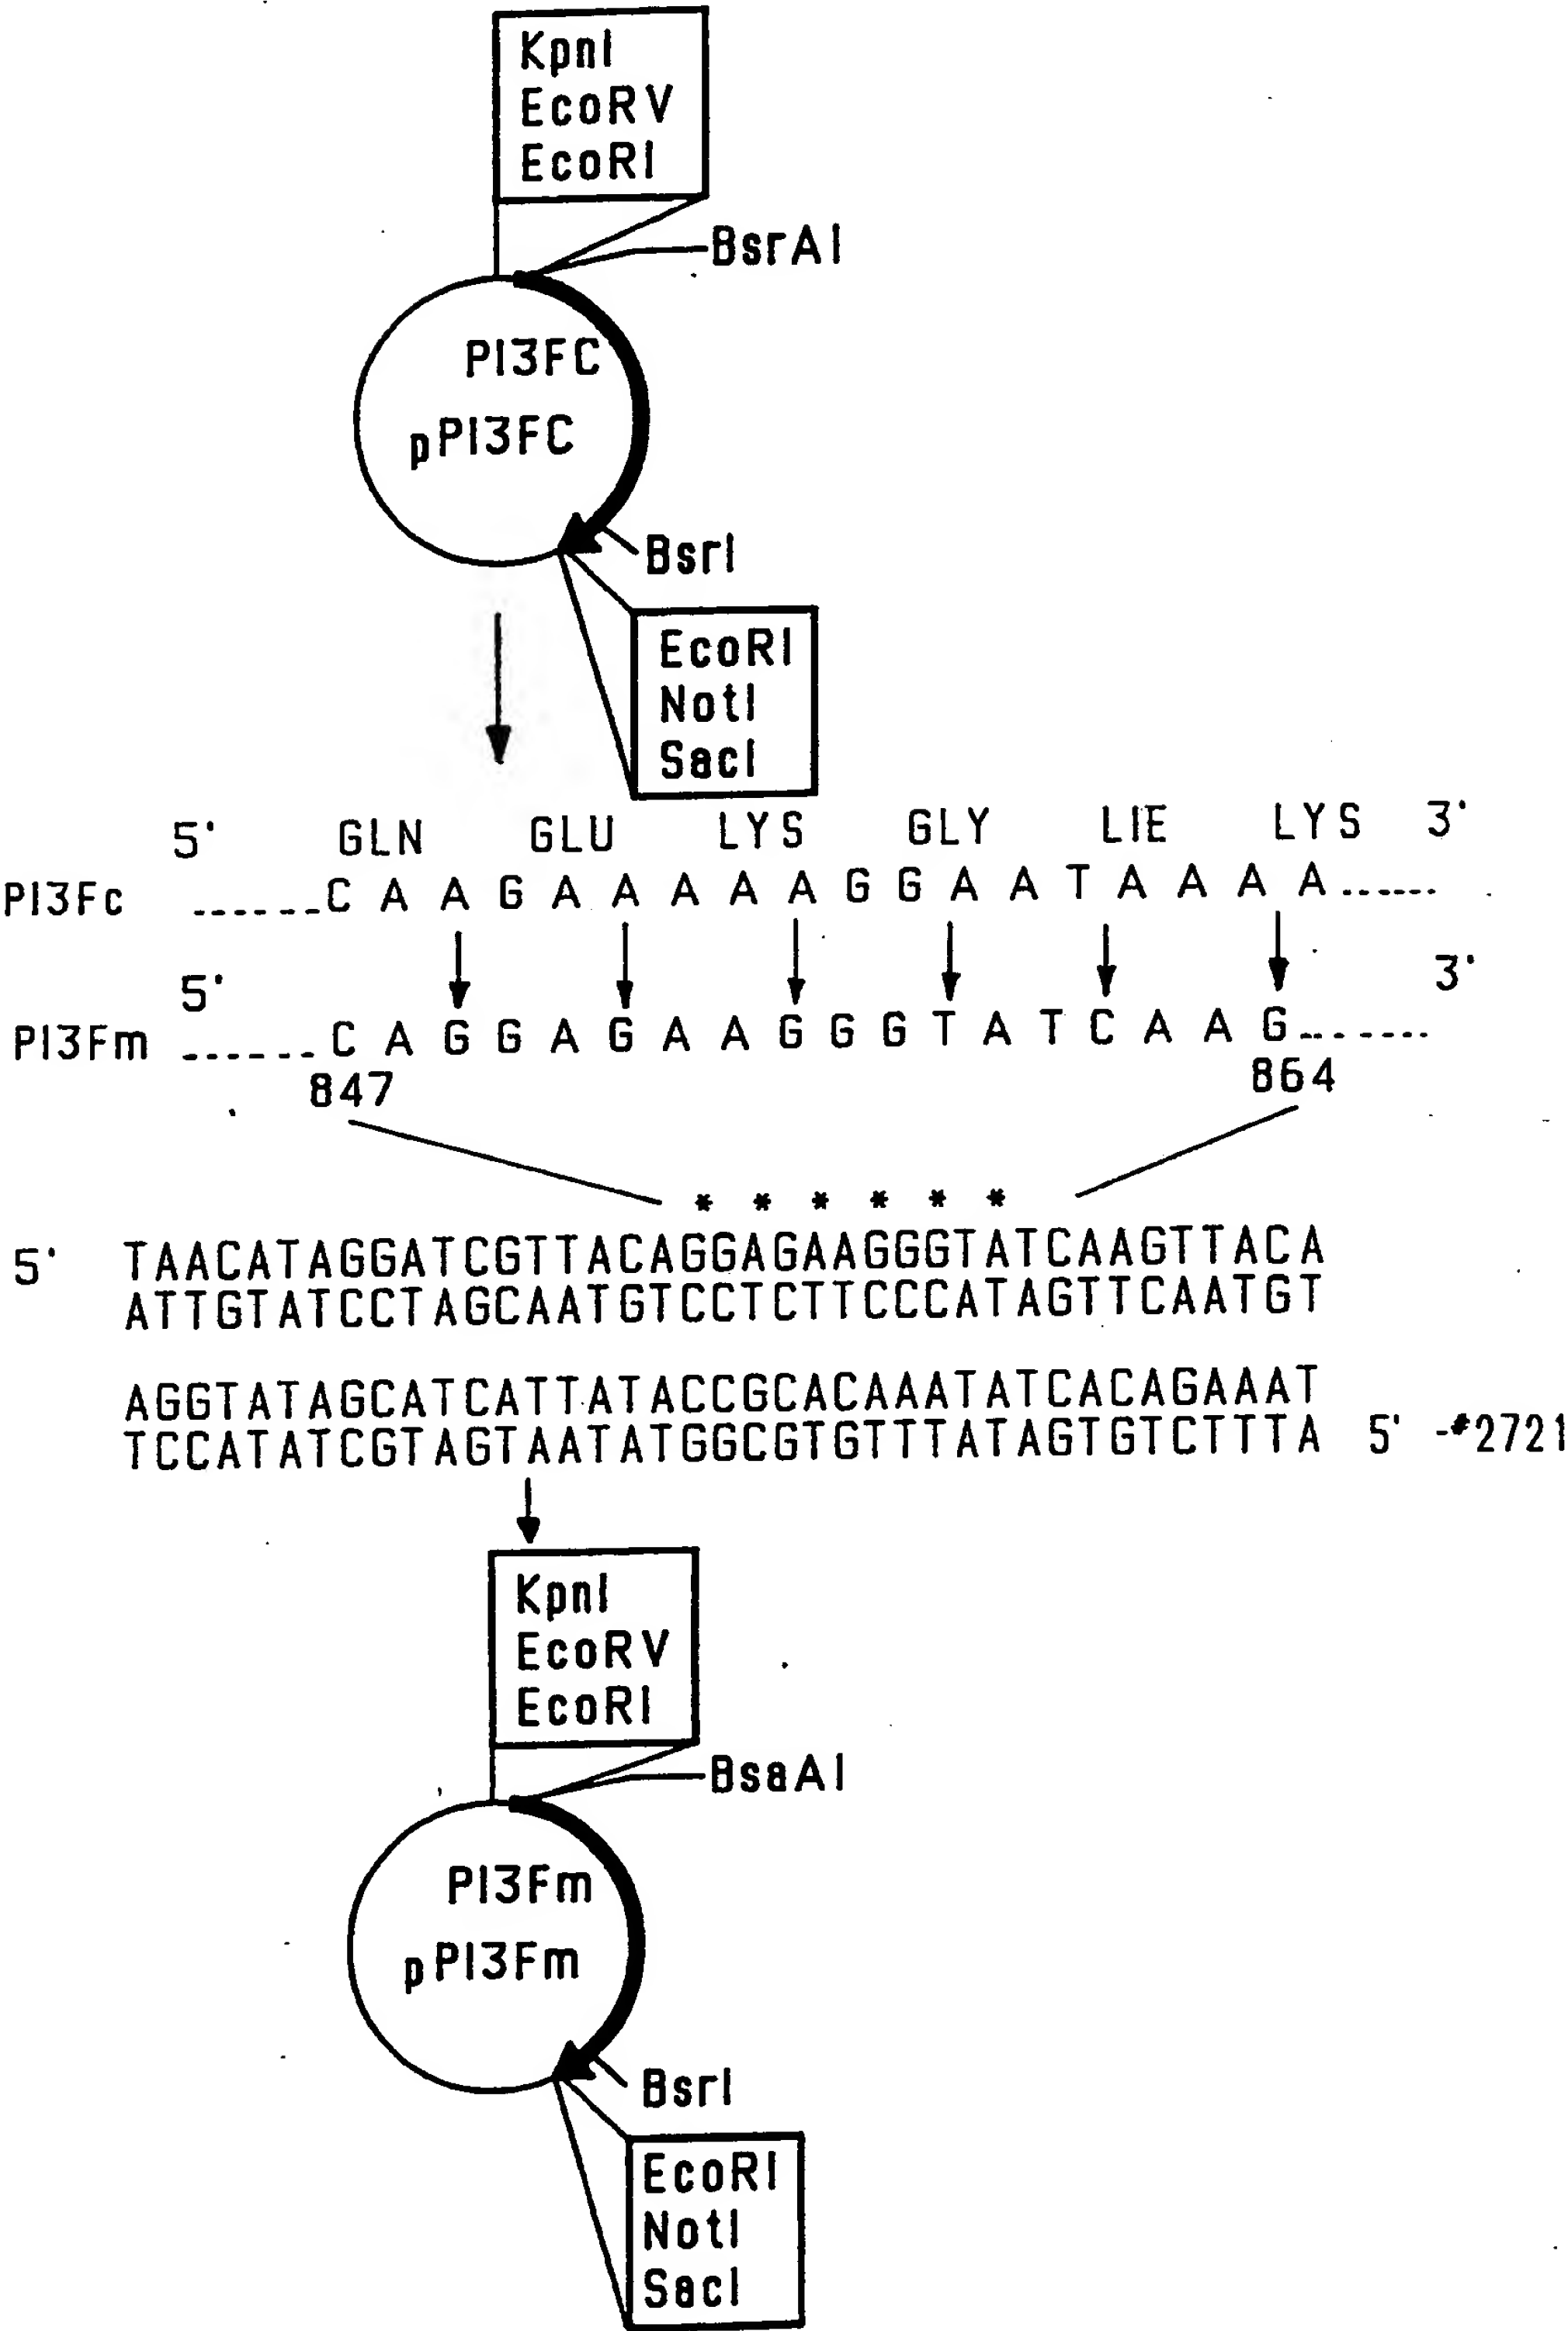 KpnI
EcoRV
EcoRI
BsrAI
PI3FC
pPI3FC
BsrI
EcoRI
NotI
SacI
5' GLN GLU LYS GLY LIE LYS 3'
PI3Fc ......C A A G A A A A A G G A A T A A A A......
5' 3'
PI3Fm ......C A G G A G A A G G G T A T C A A G.......
847 864
* * * * * *
5' TAACATAGGATCGTTACAGGAGAAGGGTATCAAGTTACA
ATTGTATCCTAGCAATGTCCTCTTCCCATAGTTCAATGT
AGGTATAGCATCATTATACCGCACAAATATCACAGAAAT
TCCATATCGTAGTAATATGGCGTGTTTATAGTGTCTTTA 5' -#2721
KpnI
EcoRV
EcoRI
BsaAI
PI3Fm
pPI3Fm
BsrI
EcoRI
NotI
SacI